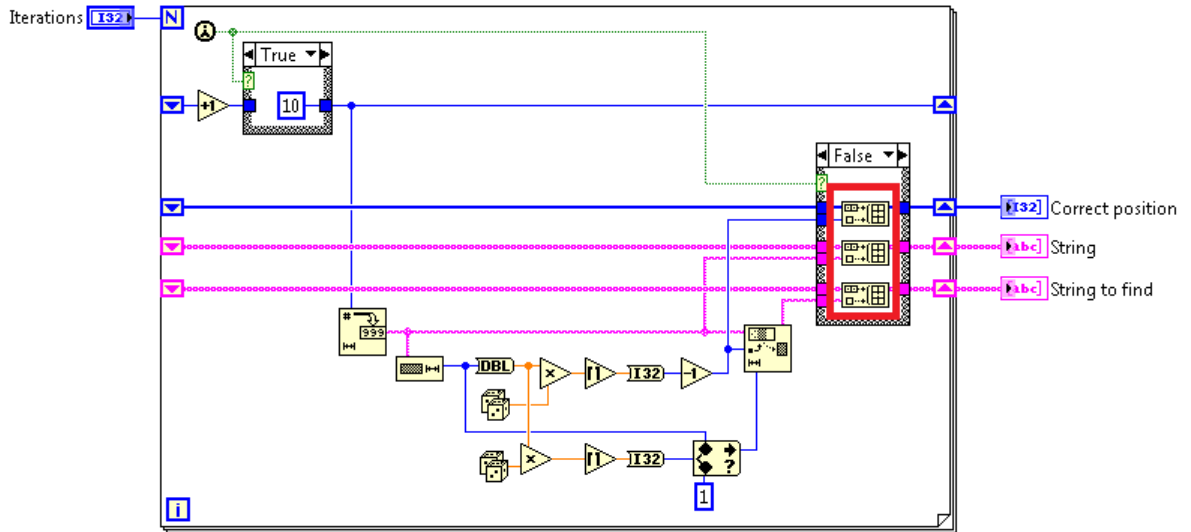 Iterations I32 N
True
?
+1
10
False
?
[I32] Correct position
[abc] String
[abc] String to find
#
999
DBL
x
I32
-1
x
I32
?
1
i